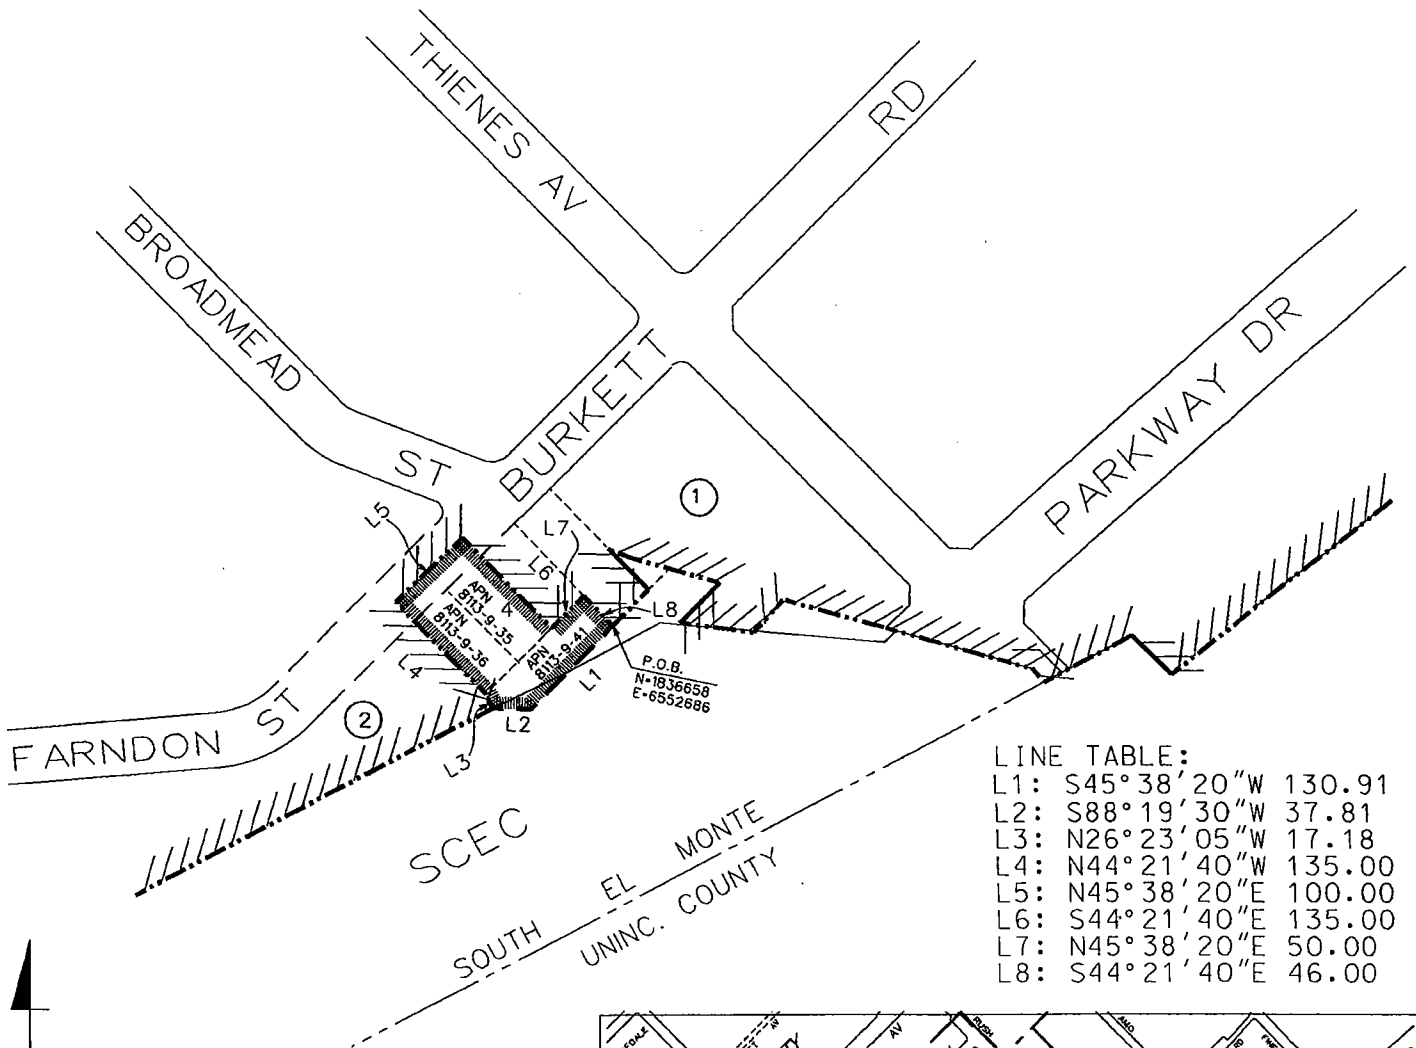 THIENES AV
RD
BROADMEAD
ST
BURKETT
PARKWAY DR
1
L5
L7
L6
4
L8
APN
8113-9-35
APN
8113-9-36
APN
8113-9-41
L4
L1
P.O.B.
N=1836658
E=6552686
L2
L3
2
FARNDON ST
SCEC
SOUTH EL MONTE
UNINC. COUNTY
LINE TABLE:
L1: S45°38'20"W 130.91
L2: S88°19'30"W 37.81
L3: N26°23'05"W 17.18
L4: N44°21'40"W 135.00
L5: N45°38'20"E 100.00
L6: S44°21'40"E 135.00
L7: N45°38'20"E 50.00
L8: S44°21'40"E 46.00
AV
RUSH